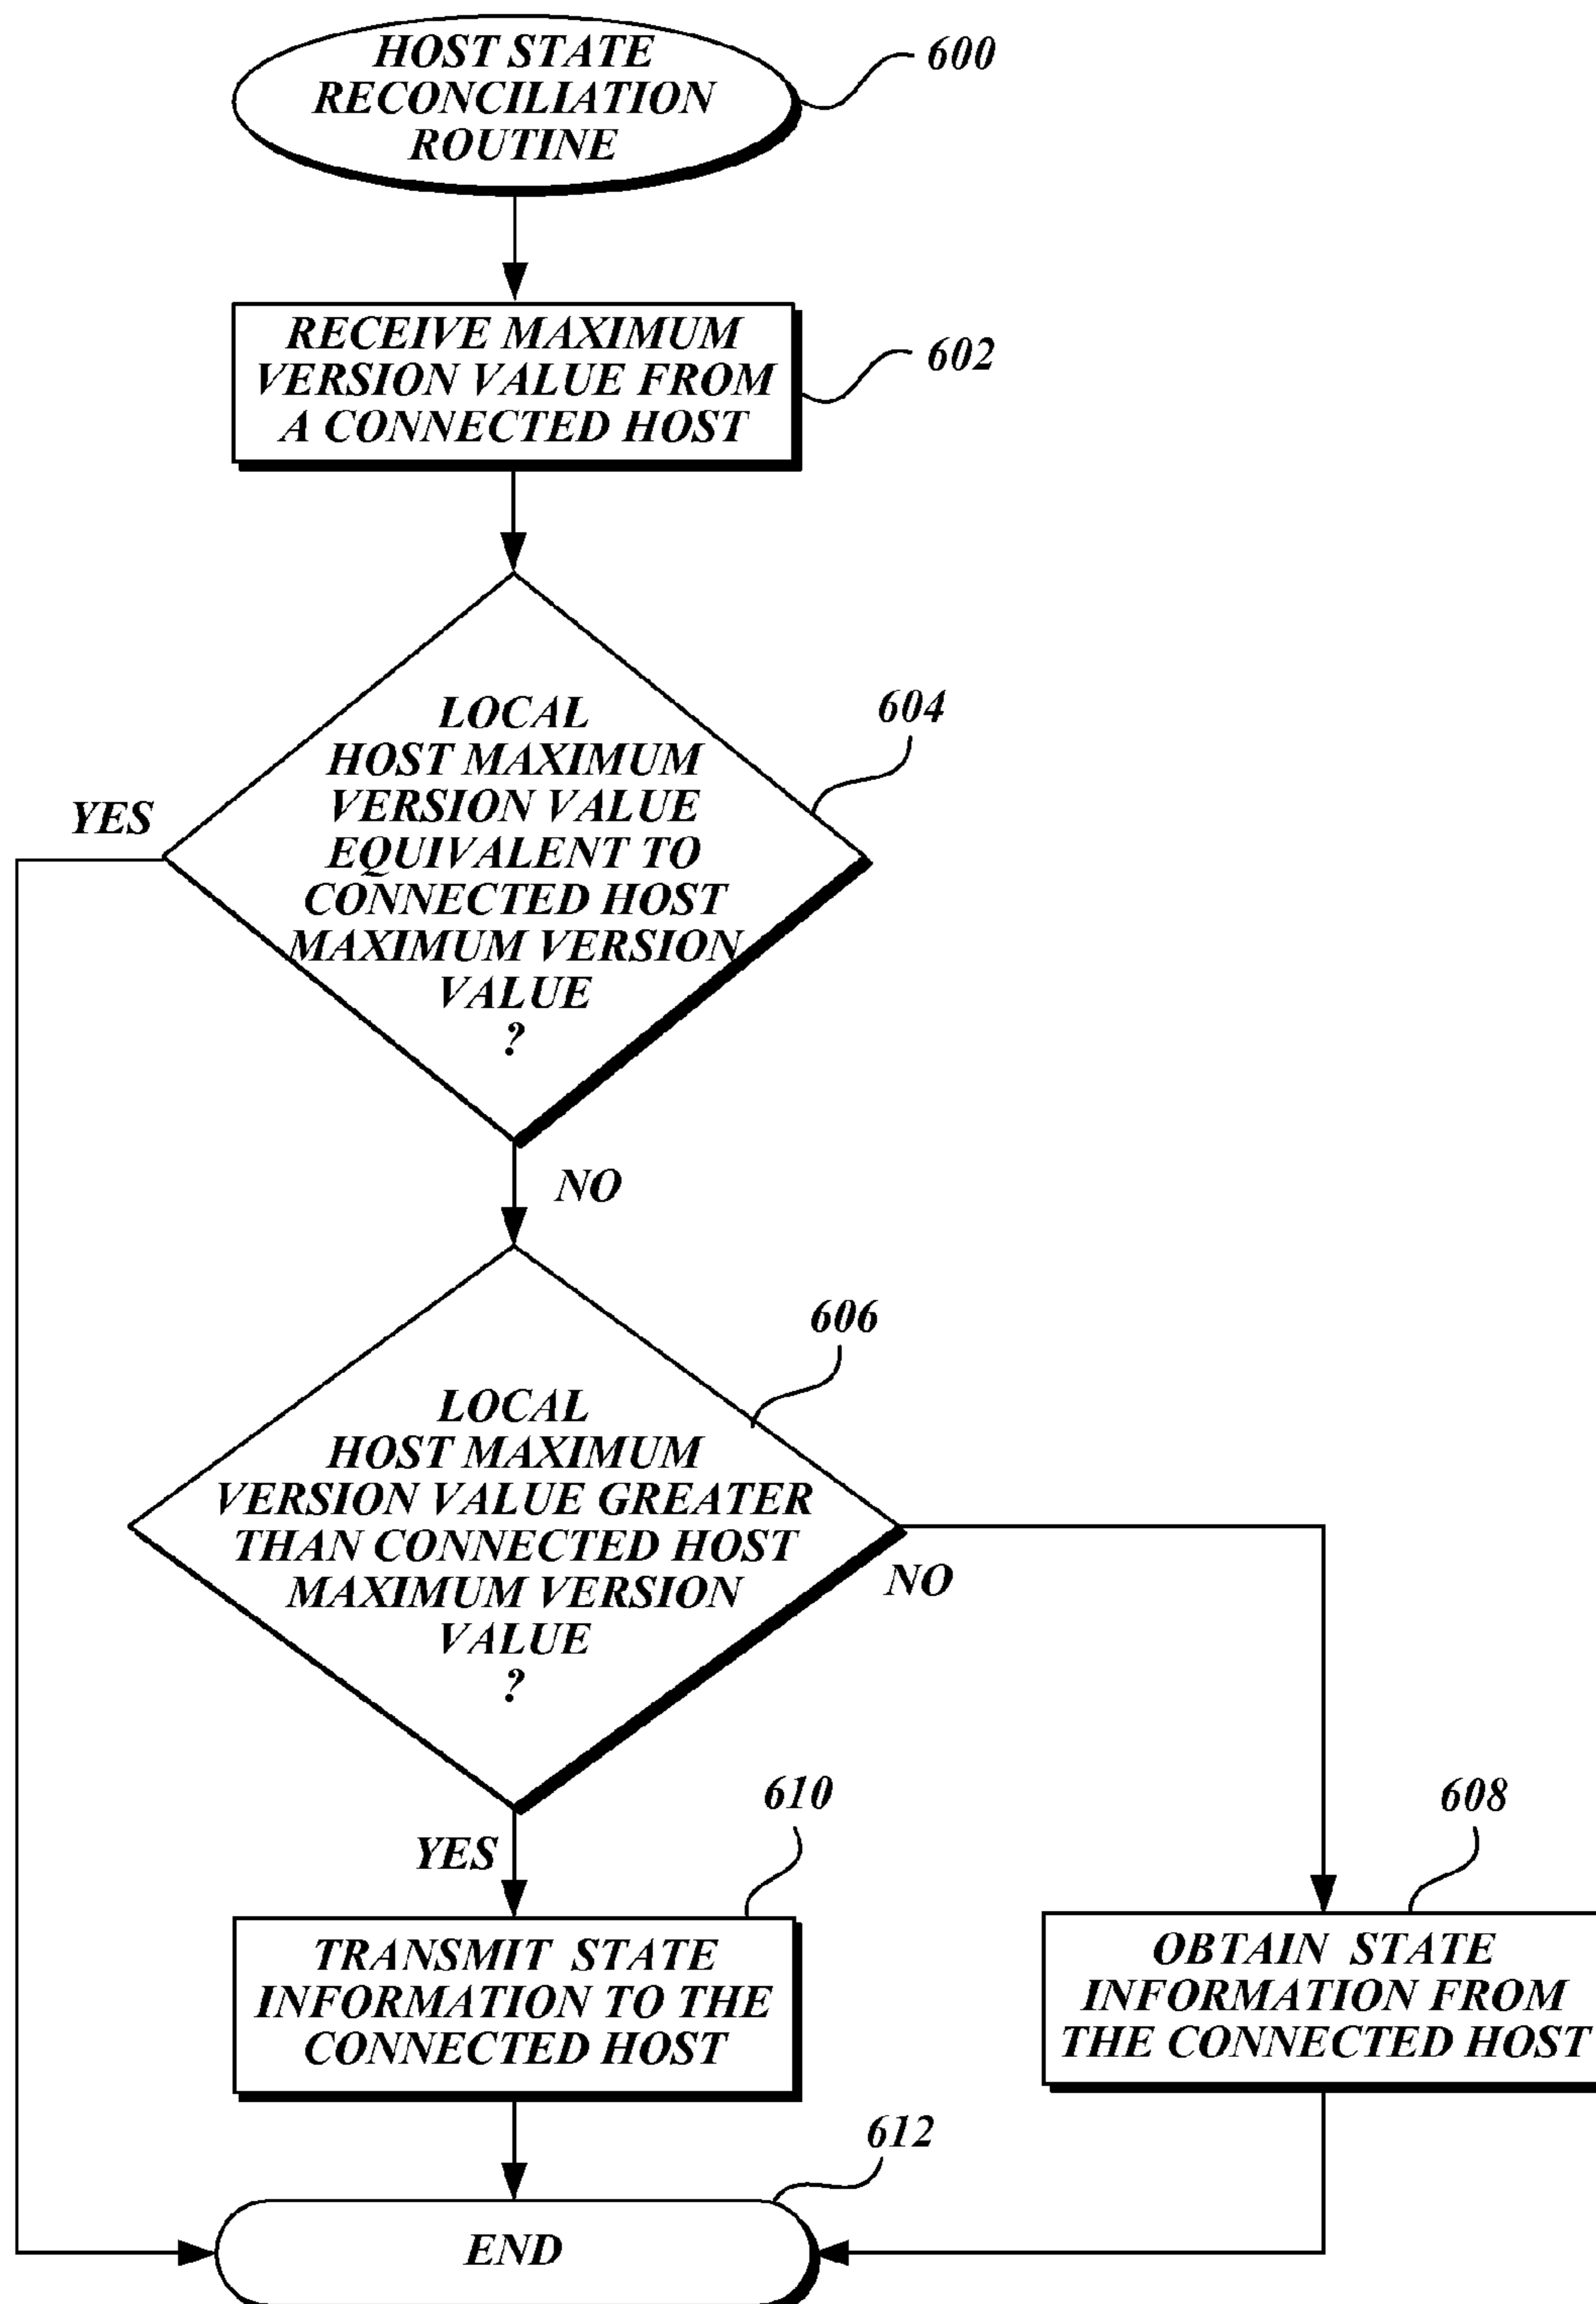 HOST STATE
RECONCILIATION
ROUTINE
600
RECEIVE MAXIMUM
VERSION VALUE FROM
A CONNECTED HOST
602
LOCAL
HOST MAXIMUM
VERSION VALUE
EQUIVALENT TO
CONNECTED HOST
MAXIMUM VERSION
VALUE
?
604
YES
NO
LOCAL
HOST MAXIMUM
VERSION VALUE GREATER
THAN CONNECTED HOST
MAXIMUM VERSION
VALUE
?
606
NO
YES
610
TRANSMIT STATE
INFORMATION TO THE
CONNECTED HOST
608
OBTAIN STATE
INFORMATION FROM
THE CONNECTED HOST
612
END